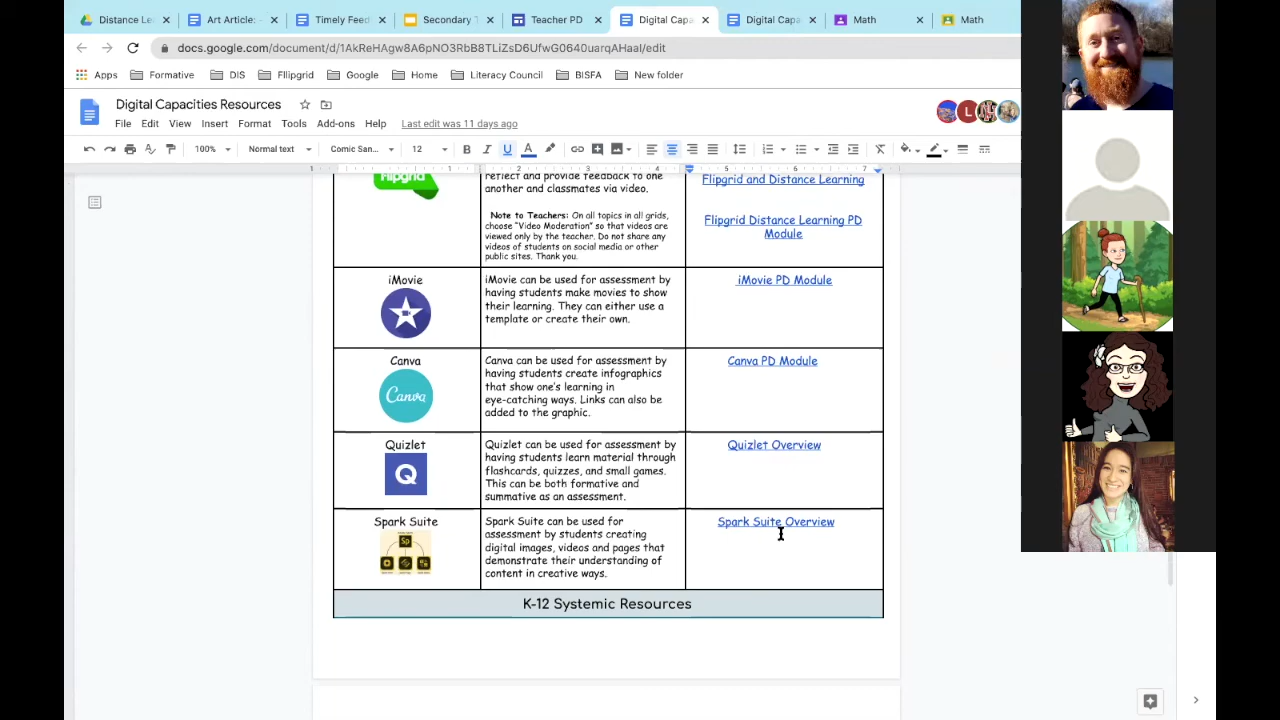 Distance Le
Art Article: -
Timely Feed
Secondary T
Teacher PD
Digital Capa
Digital Capa
Math
Math
docs.google.com/document/d/1AkReHAgw8A6pNO3RbB8TLiZsD6UfwG0640uarqAHaaI/edit
Apps
Formative
DIS
Flipgrid
Google
Home
Literacy Council
BISFA
New folder
Digital Capacities Resources
File Edit View Insert Format Tools Add-ons Help Last edit was 11 days ago
L
100% Normal text Comic San... 12 B I U A
1 2 3 4 5 6 7
Flipgrid
reflect and provide feedback to one
another and classmates via video.
Note to Teachers: On all topics in all grids,
choose "Video Moderation" so that videos are
viewed only by the teacher. Do not share any
videos of students on social media or other
public sites. Thank you.
Flipgrid and Distance Learning
Flipgrid Distance Learning PD
Module
iMovie
iMovie can be used for assessment by
having students make movies to show
their learning. They can either use a
template or create their own.
iMovie PD Module
Canva
Canva
Canva can be used for assessment by
having students create infographics
that show one's learning in
eye-catching ways. Links can also be
added to the graphic.
Canva PD Module
Quizlet
Q
Quizlet can be used for assessment by
having students learn material through
flashcards, quizzes, and small games.
This can be both formative and
summative as an assessment.
Quizlet Overview
Spark Suite
Sp
Spark Suite can be used for
assessment by students creating
digital images, videos and pages that
demonstrate their understanding of
content in creative ways.
Spark Suite Overview
K-12 Systemic Resources